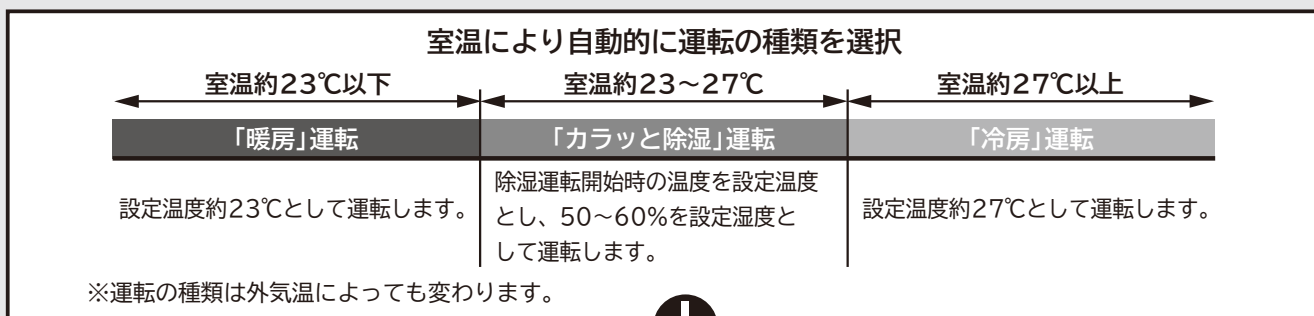 室温により自動的に運転の種類を選択
室温約23℃以下
室温約23～27℃
室温約27℃以上
「暖房」運転
「カラッと除湿」運転
「冷房」運転
設定温度約23℃として運転します。
除湿運転開始時の温度を設定温度
とし、50～60%を設定湿度と
して運転します。
設定温度約27℃として運転します。
※運転の種類は外気温によっても変わります。